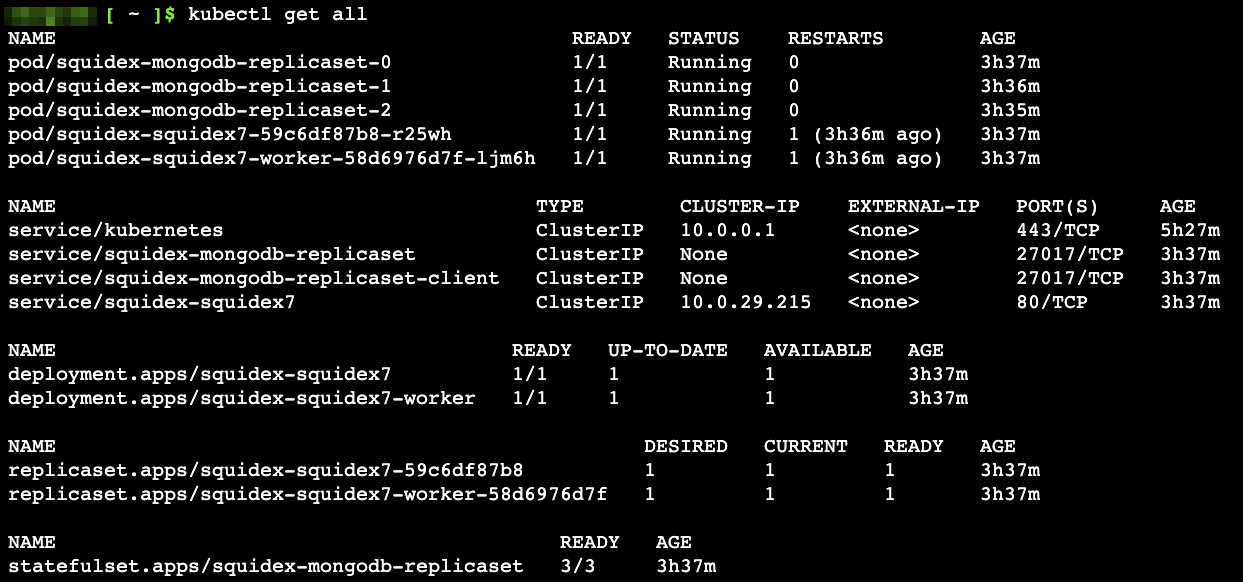 [ ~ ]$ kubectl get all
NAME READY STATUS RESTARTS AGE
pod/squidex-mongodb-replicaset-0 1/1 Running 0 3h37m
pod/squidex-mongodb-replicaset-1 1/1 Running 0 3h36m
pod/squidex-mongodb-replicaset-2 1/1 Running 0 3h35m
pod/squidex-squidex7-59c6df87b8-r25wh 1/1 Running 1 (3h36m ago) 3h37m
pod/squidex-squidex7-worker-58d6976d7f-ljm6h 1/1 Running 1 (3h36m ago) 3h37m
NAME TYPE CLUSTER-IP EXTERNAL-IP PORT(S) AGE
service/kubernetes ClusterIP 10.0.0.1 <none> 443/TCP 5h27m
service/squidex-mongodb-replicaset ClusterIP None <none> 27017/TCP 3h37m
service/squidex-mongodb-replicaset-client ClusterIP None <none> 27017/TCP 3h37m
service/squidex-squidex7 ClusterIP 10.0.29.215 <none> 80/TCP 3h37m
NAME READY UP-TO-DATE AVAILABLE AGE
deployment.apps/squidex-squidex7 1/1 1 1 3h37m
deployment.apps/squidex-squidex7-worker 1/1 1 1 3h37m
NAME DESIRED CURRENT READY AGE
replicaset.apps/squidex-squidex7-59c6df87b8 1 1 1 3h37m
replicaset.apps/squidex-squidex7-worker-58d6976d7f 1 1 1 3h37m
NAME READY AGE
statefulset.apps/squidex-mongodb-replicaset 3/3 3h37m